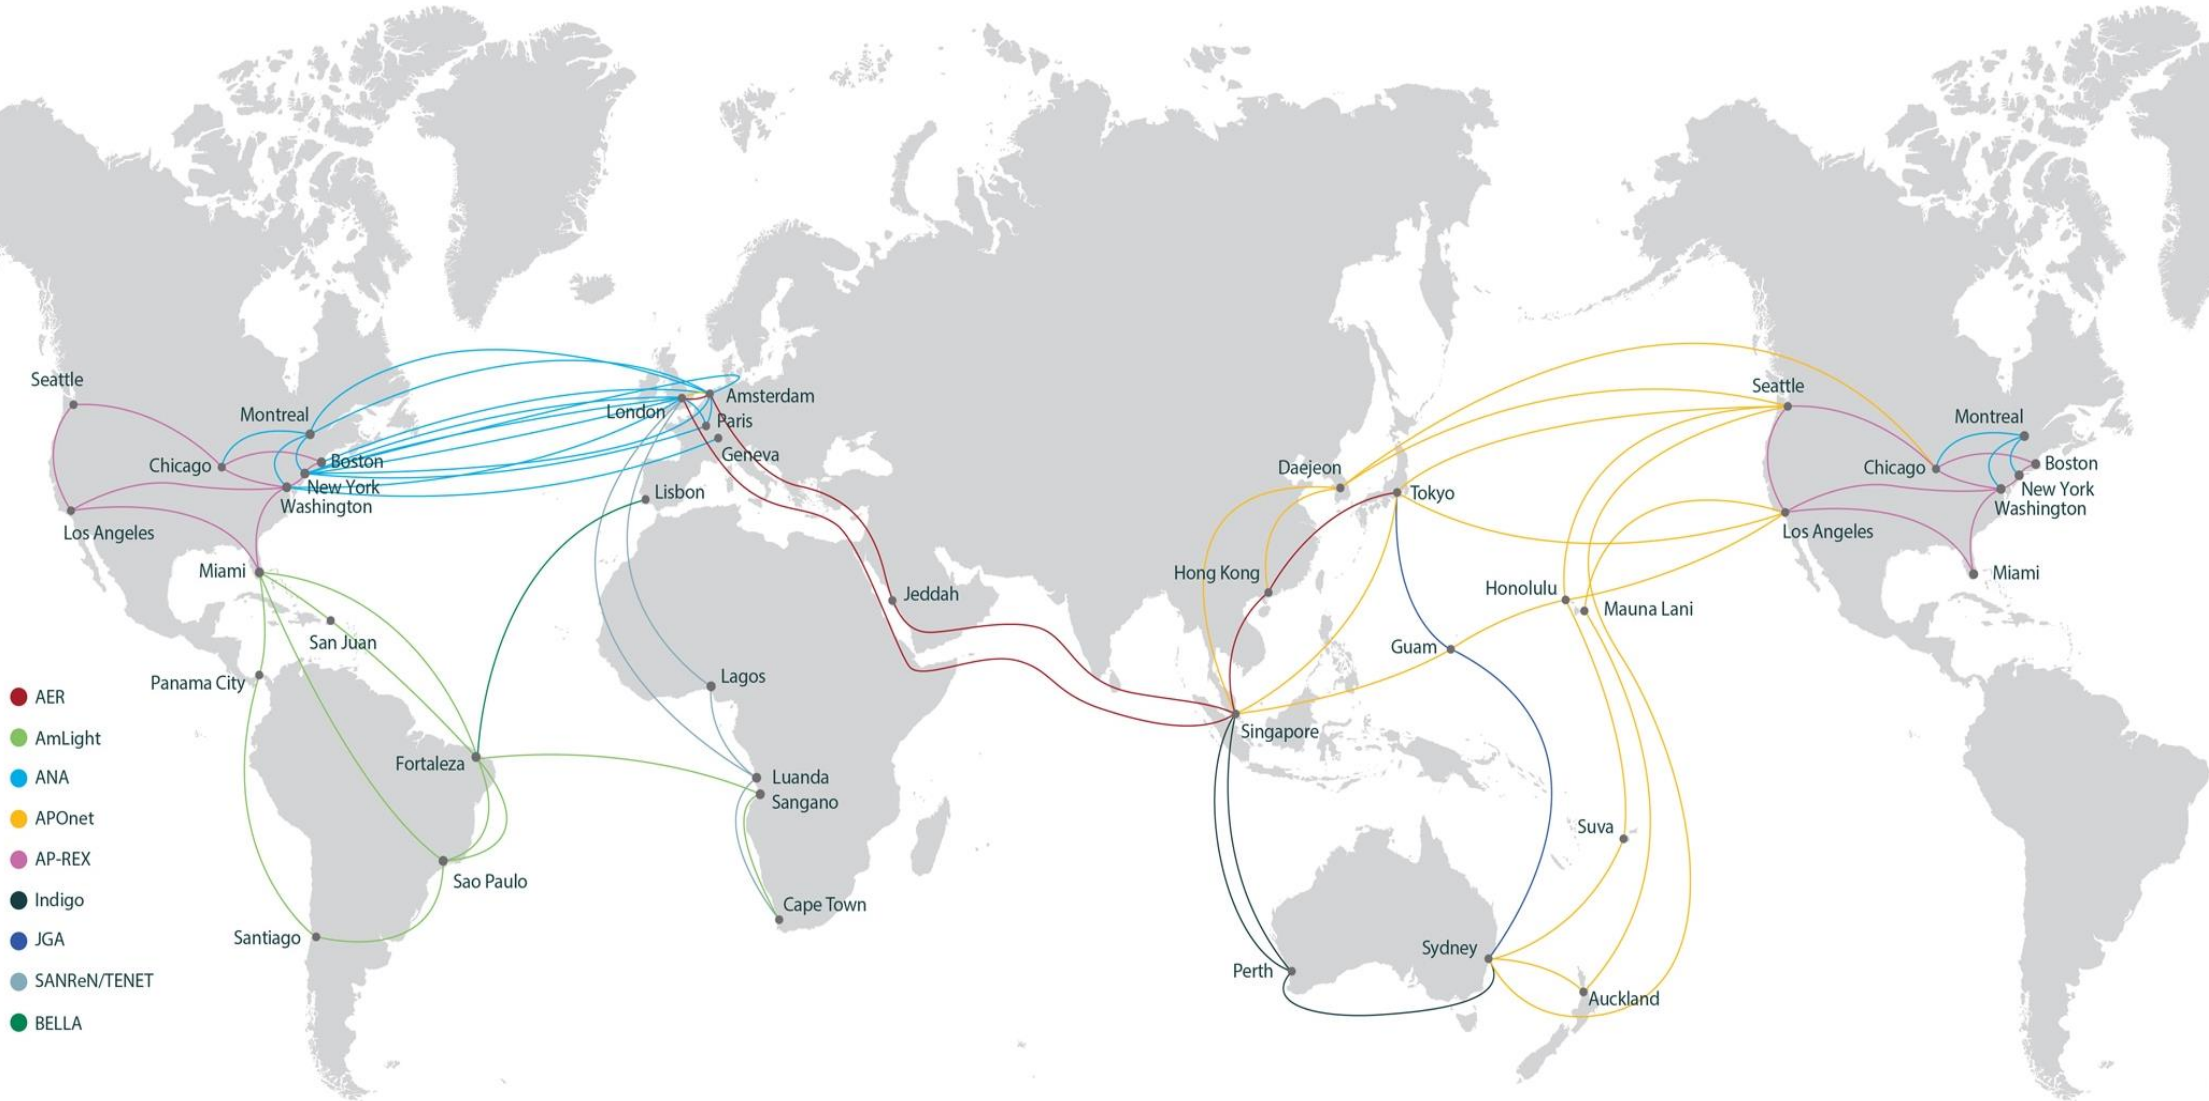 Seattle
Montreal
Chicago
Boston
New York
Washington
Los Angeles
Miami
San Juan
Panama City
Fortaleza
Sao Paulo
Santiago
London
Amsterdam
Paris
Geneva
Lisbon
Jeddah
Lagos
Luanda
Sangano
Cape Town
Daejeon
Tokyo
Hong Kong
Honolulu
Mauna Lani
Guam
Singapore
Suva
Sydney
Perth
Auckland
Seattle
Montreal
Chicago
Boston
New York
Washington
Los Angeles
Miami
AER
AmLight
ANA
APOnet
AP-REX
Indigo
JGA
SANReN/TENET
BELLA